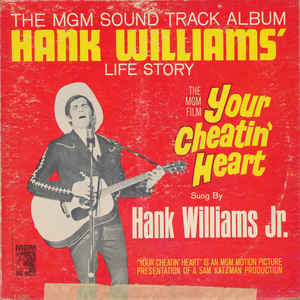 THE MGM SOUND TRACK ALBUM
HANK WILLIAMS'
LIFE STORY
THE
MGM
FILM
Your
Cheatin'
Heart
Sung By
Hank Williams Jr.
MGM
"YOUR CHEATIN' HEART" IS AN MGM MOTION PICTURE
PRESENTATION OF A SAM KATZMAN PRODUCTION